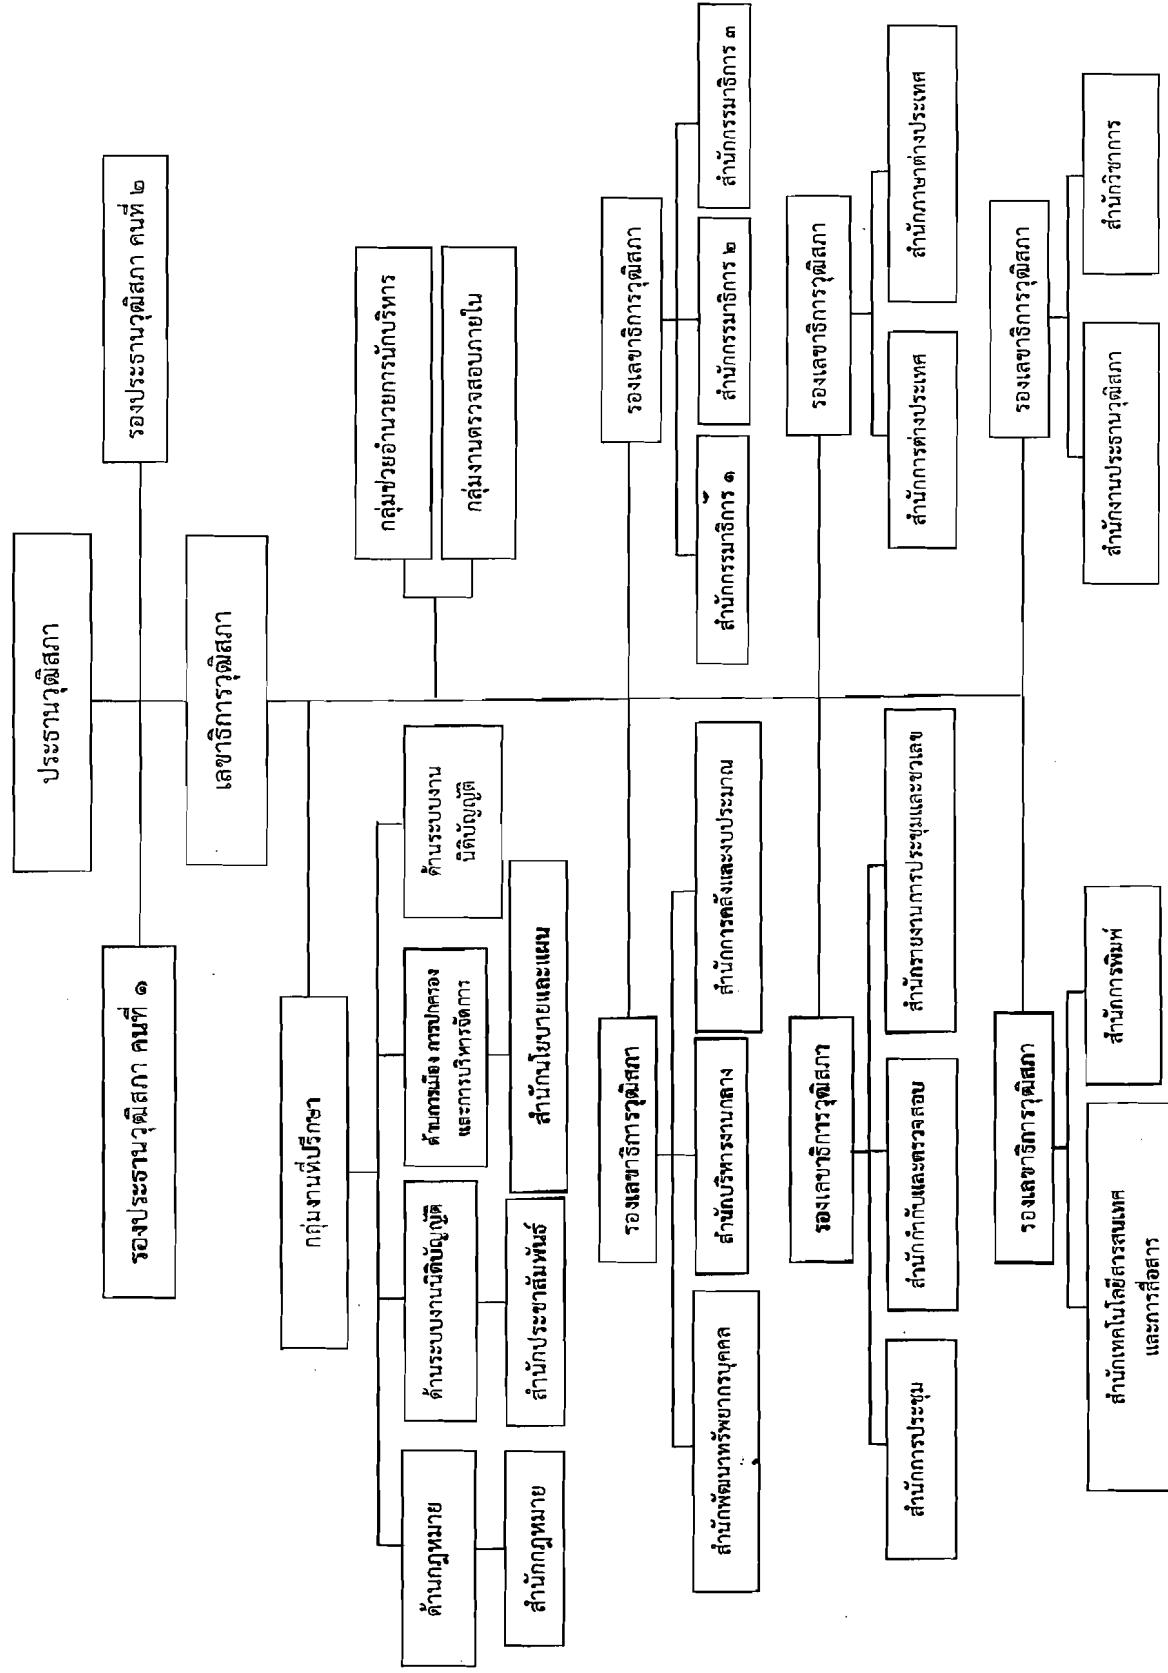 ประธานวุฒิสภา
รองประธานวุฒิสภา คนที่ ๑
รองประธานวุฒิสภา คนที่ ๒
เลขาธิการวุฒิสภา
กลุ่มงานที่ปรึกษา
กลุ่มช่วยอำนวยการนักบริหาร
กลุ่มงานตรวจสอบภายใน
ด้านกฎหมาย
ด้านระบบงานนิติบัญญัติ
ด้านการเมือง การปกครอง
และการบริหารจัดการ
ด้านระบบงาน
นิติบัญญัติ
สำนักกฎหมาย
สำนักประชาสัมพันธ์
สำนักนโยบายและแผน
รองเลขาธิการวุฒิสภา
รองเลขาธิการวุฒิสภา
สำนักพัฒนาทรัพยากรบุคคล
สำนักบริหารงานกลาง
สำนักการคลังและงบประมาณ
สำนักกรรมาธิการ ๑
สำนักกรรมาธิการ ๒
สำนักกรรมาธิการ ๓
รองเลขาธิการวุฒิสภา
รองเลขาธิการวุฒิสภา
สำนักการประชุม
สำนักกำกับและตรวจสอบ
สำนักรายงานการประชุมและชวเลข
สำนักการต่างประเทศ
สำนักภาษาต่างประเทศ
รองเลขาธิการวุฒิสภา
รองเลขาธิการวุฒิสภา
สำนักเทคโนโลยีสารสนเทศ
และการสื่อสาร
สำนักการพิมพ์
สำนักงานประธานวุฒิสภา
สำนักวิชาการ